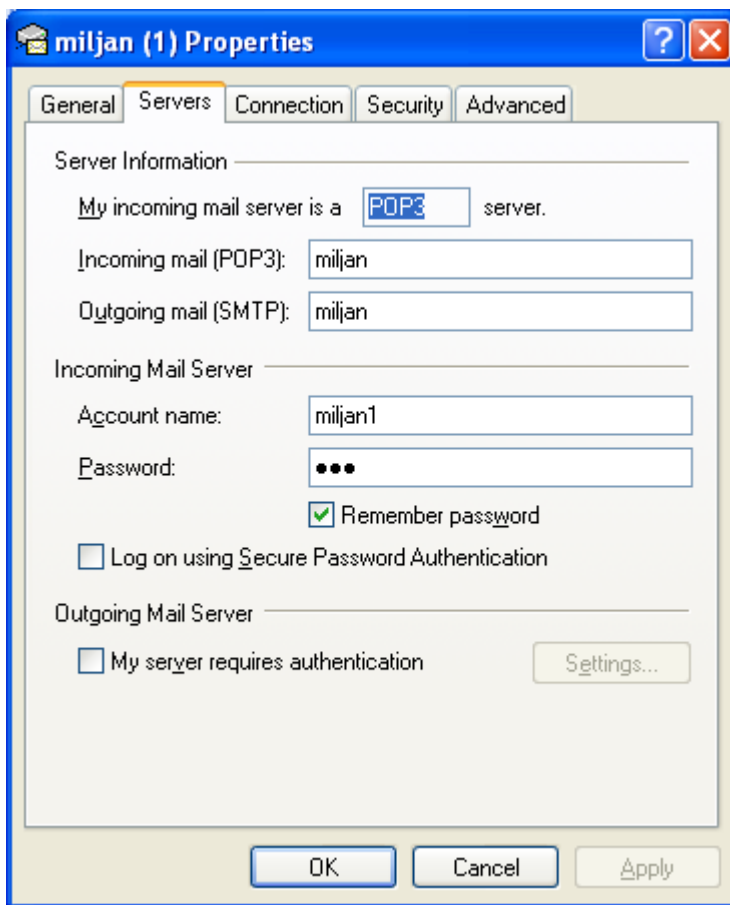 miljan (1) Properties
General Servers Connection Security Advanced
Server Information
My incoming mail server is a POP3 server.
Incoming mail (POP3): miljan
Outgoing mail (SMTP): miljan
Incoming Mail Server
Account name: miljan1
Password: ●●●
Remember password
Log on using Secure Password Authentication
Outgoing Mail Server
My server requires authentication Settings...
OK Cancel Apply